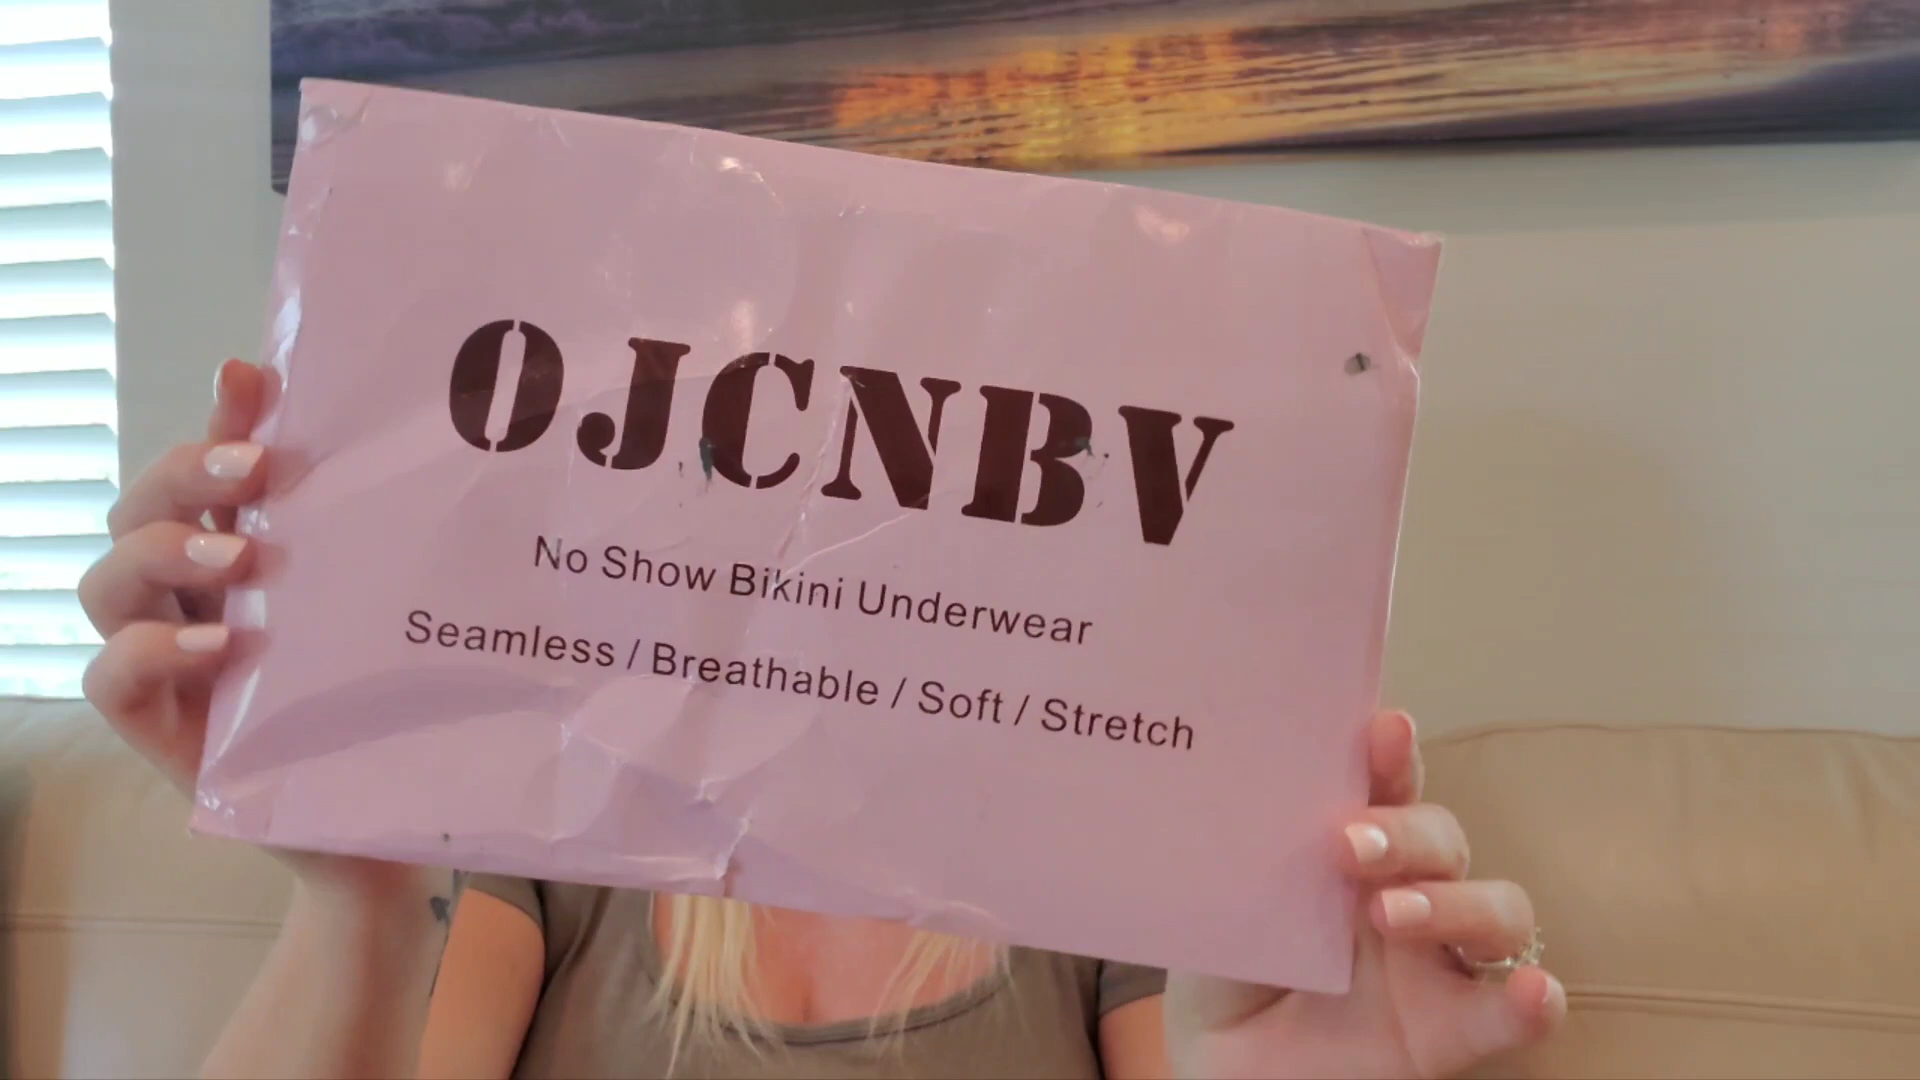 OJCNBV
No Show Bikini Underwear
Seamless / Breathable / Soft / Stretch